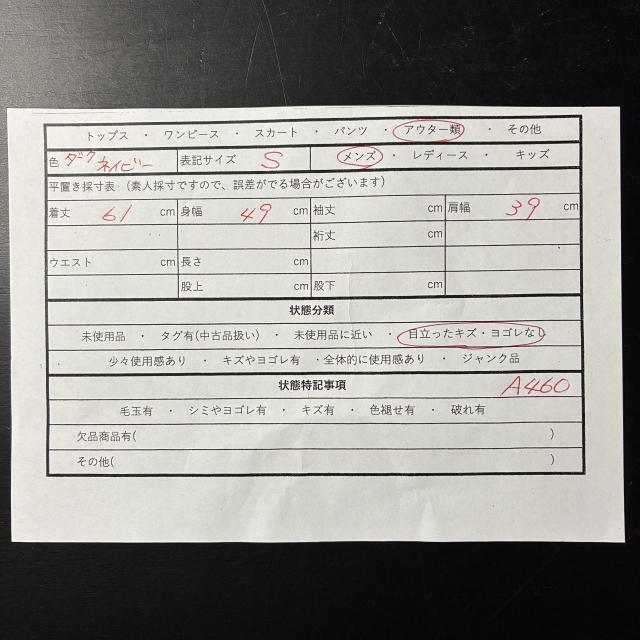 トップス ・ ワンピース ・ スカート ・ パンツ ・ アウター類 ・ その他
色 ダークネイビー 表記サイズ S メンズ ・ レディース ・ キッズ
平置き採寸表 (素人採寸ですので、誤差がでる場合がございます)
着丈 61 cm 身幅 49 cm 袖丈 cm 肩幅 39 cm
裄丈 cm
ウエスト cm 長さ cm
股上 cm 股下 cm
状態分類
未使用品 ・ タグ有(中古品扱い) ・ 未使用品に近い ・ 目立ったキズ・ヨゴレなし
少々使用感あり ・ キズやヨゴレ有 ・全体的に使用感あり ・ ジャンク品
状態特記事項 A460
毛玉有 ・ シミやヨゴレ有 ・ キズ有 ・ 色褪せ有 ・ 破れ有
欠品商品有( )
その他( )